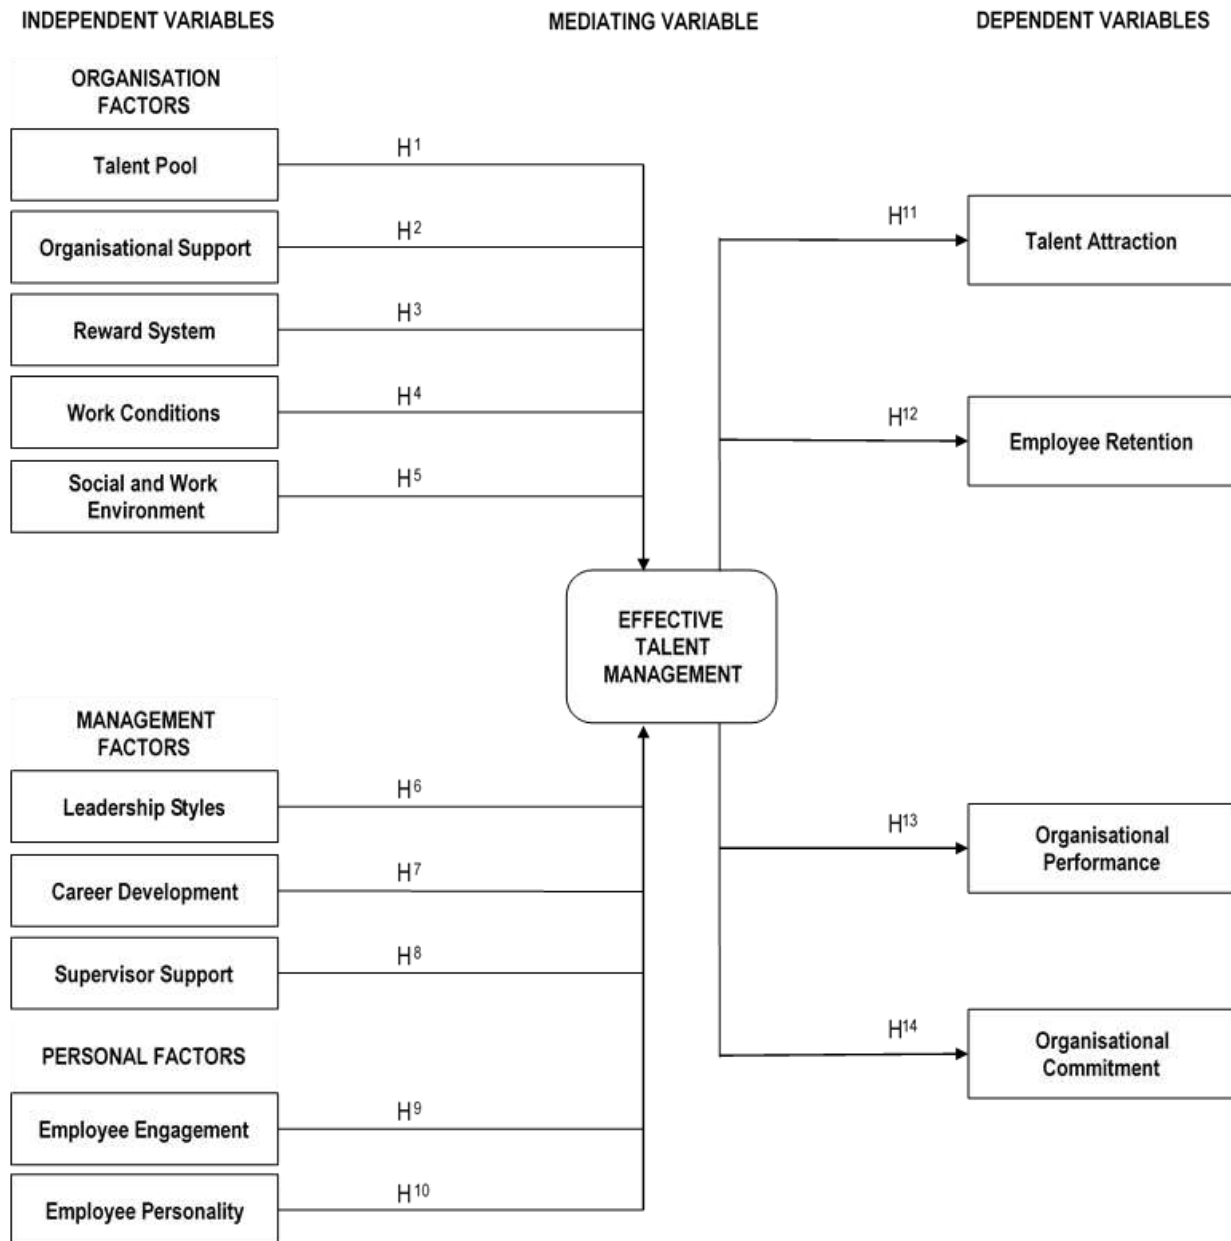 INDEPENDENT VARIABLES
MEDIATING VARIABLE
DEPENDENT VARIABLES
ORGANISATION
FACTORS
Talent Pool
H1
Organisational Support
H2
Reward System
H3
Work Conditions
H4
Social and Work
Environment
H5
MANAGEMENT
FACTORS
Leadership Styles
H6
Career Development
H7
Supervisor Support
H8
PERSONAL FACTORS
Employee Engagement
H9
Employee Personality
H10
EFFECTIVE
TALENT
MANAGEMENT
H11
Talent Attraction
H12
Employee Retention
H13
Organisational
Performance
H14
Organisational
Commitment